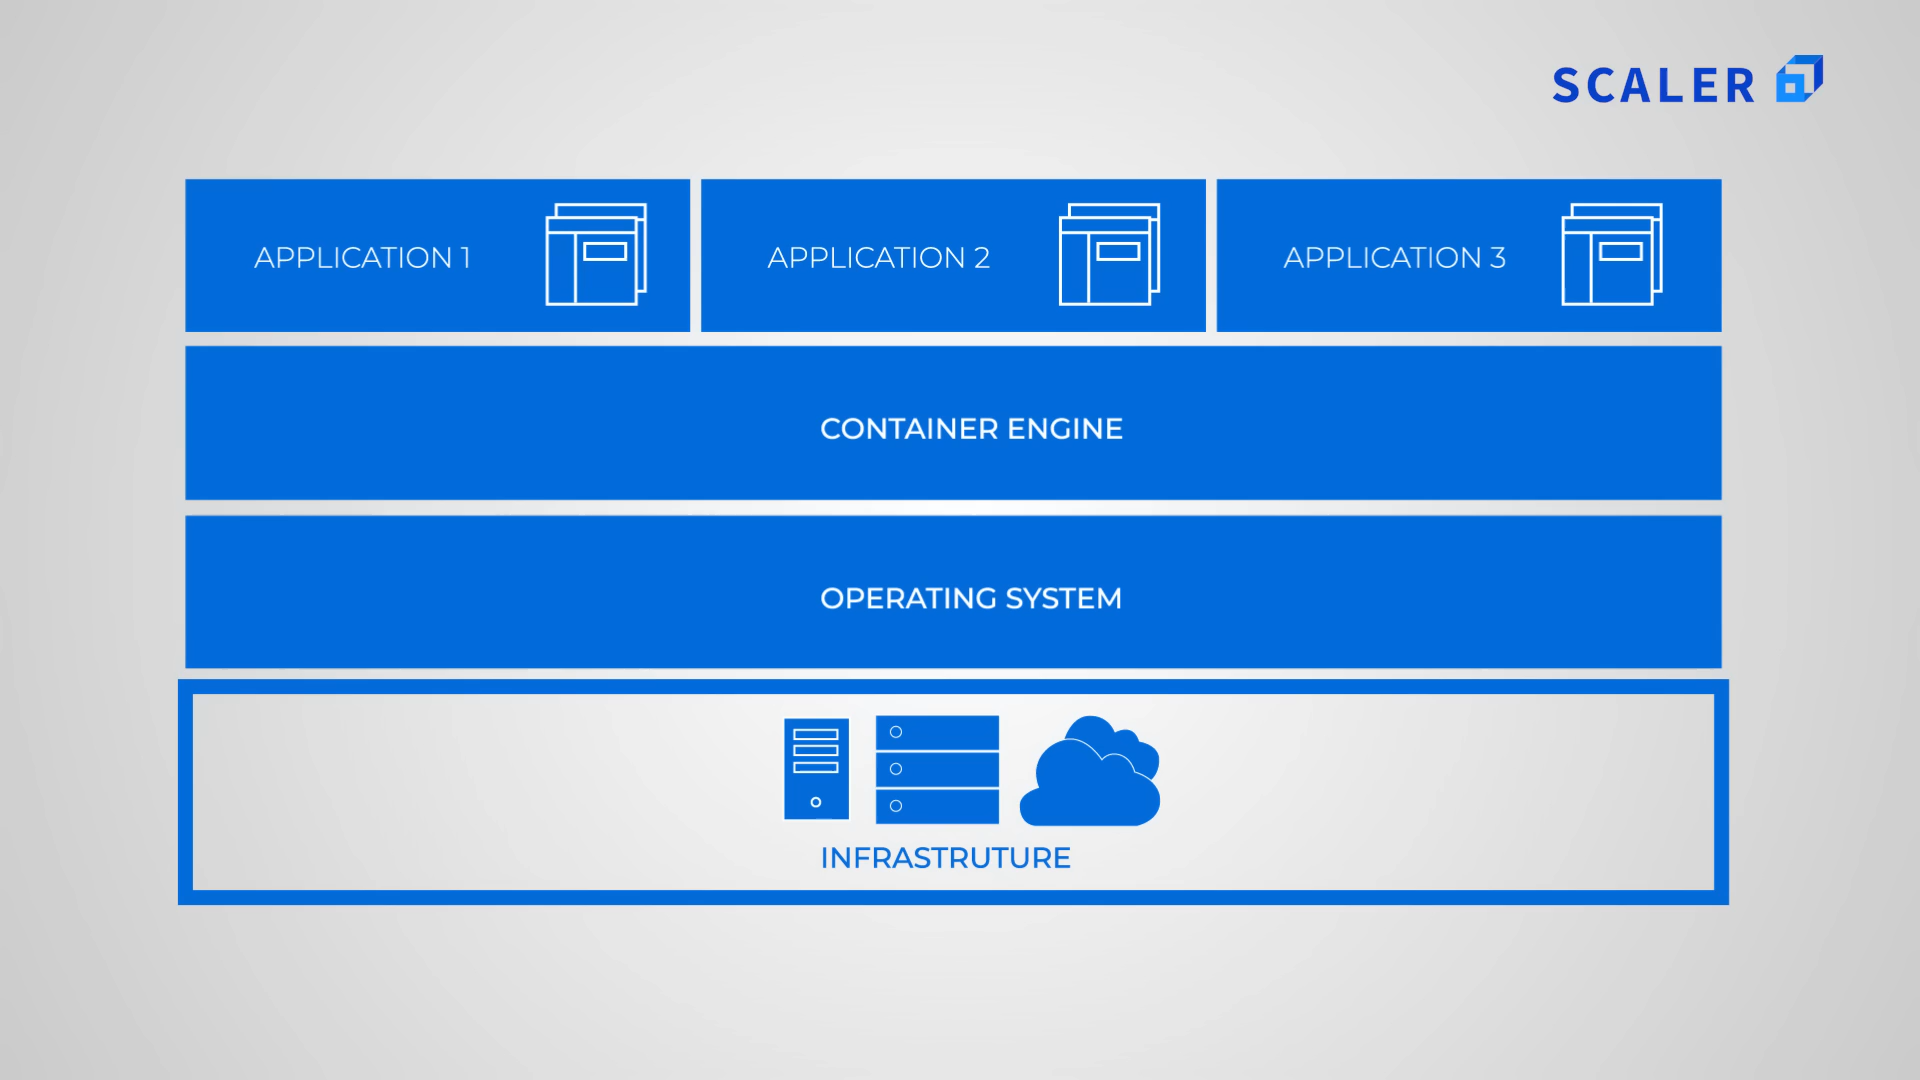 SCALER
APPLICATION 1
APPLICATION 2
APPLICATION 3
CONTAINER ENGINE
OPERATING SYSTEM
INFRASTRUTURE